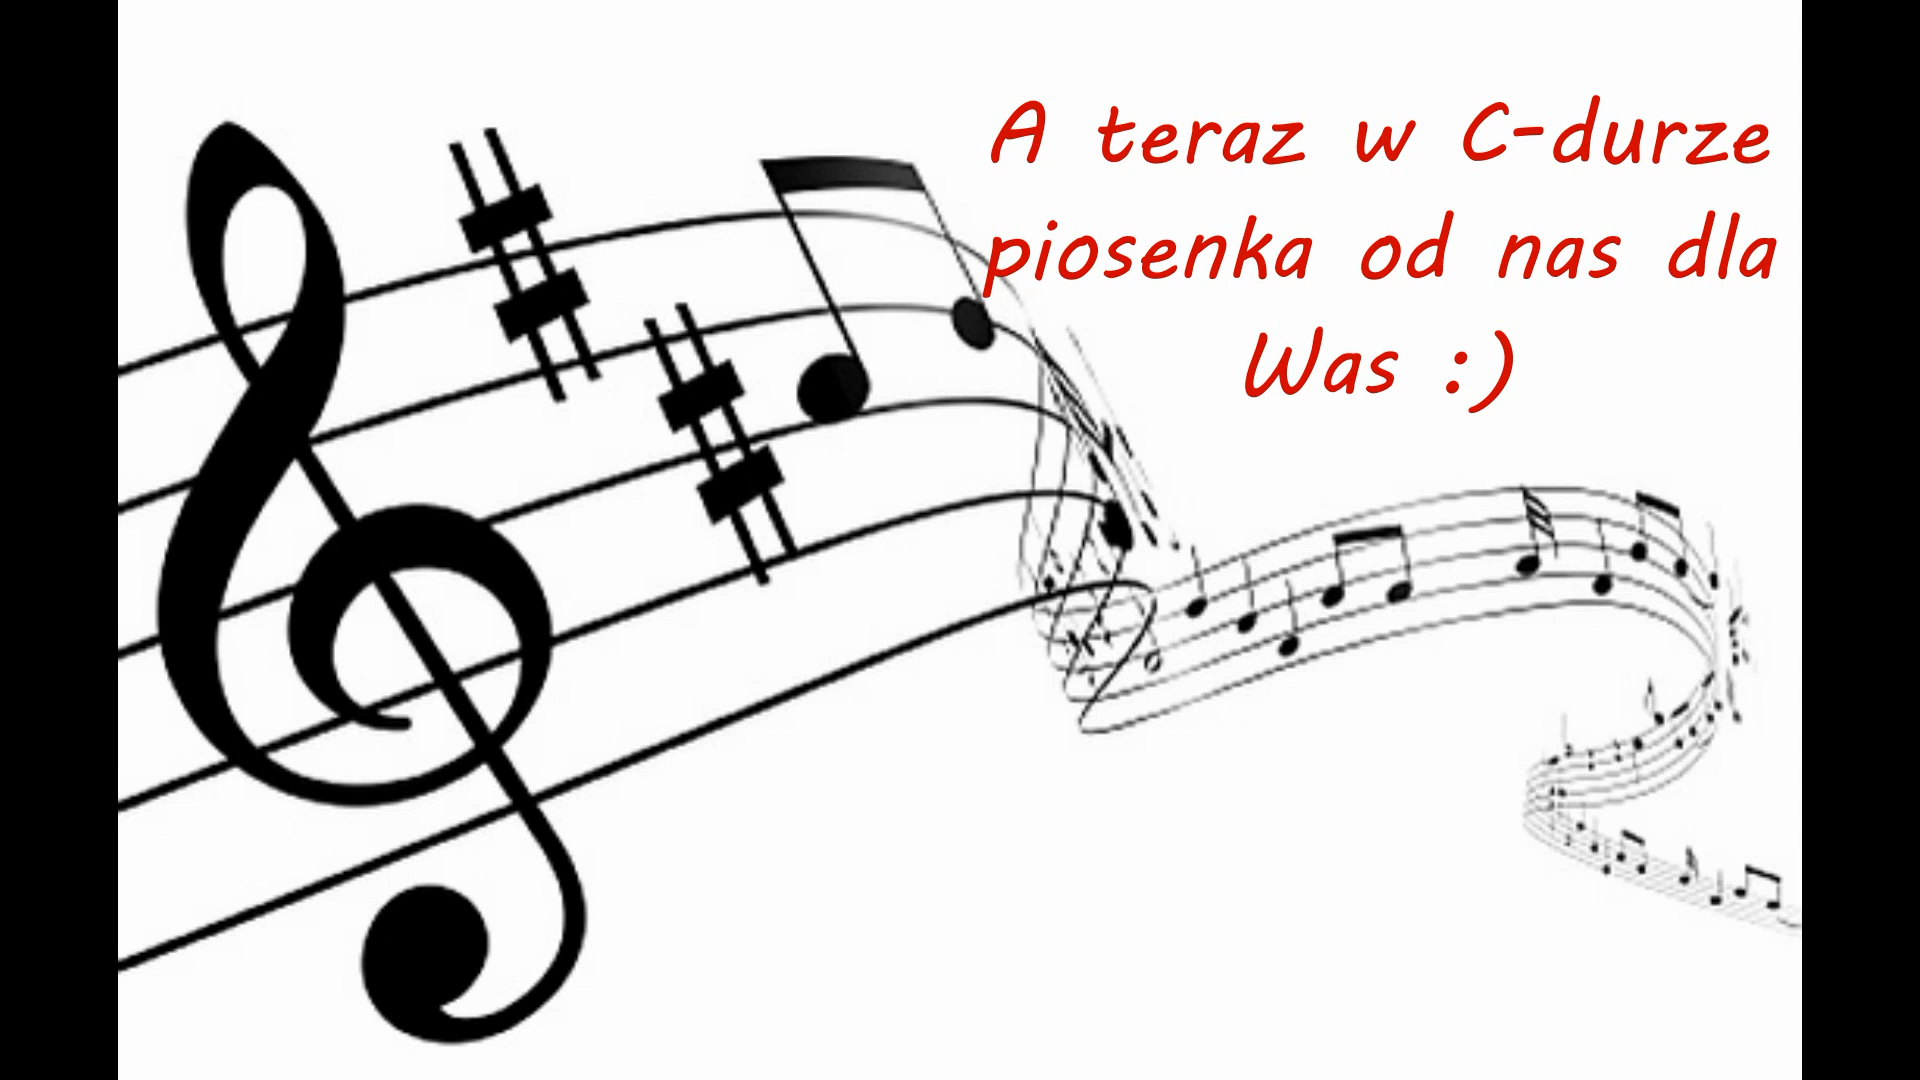 A teraz w C-durze
piosenka od nas dla
Was :)